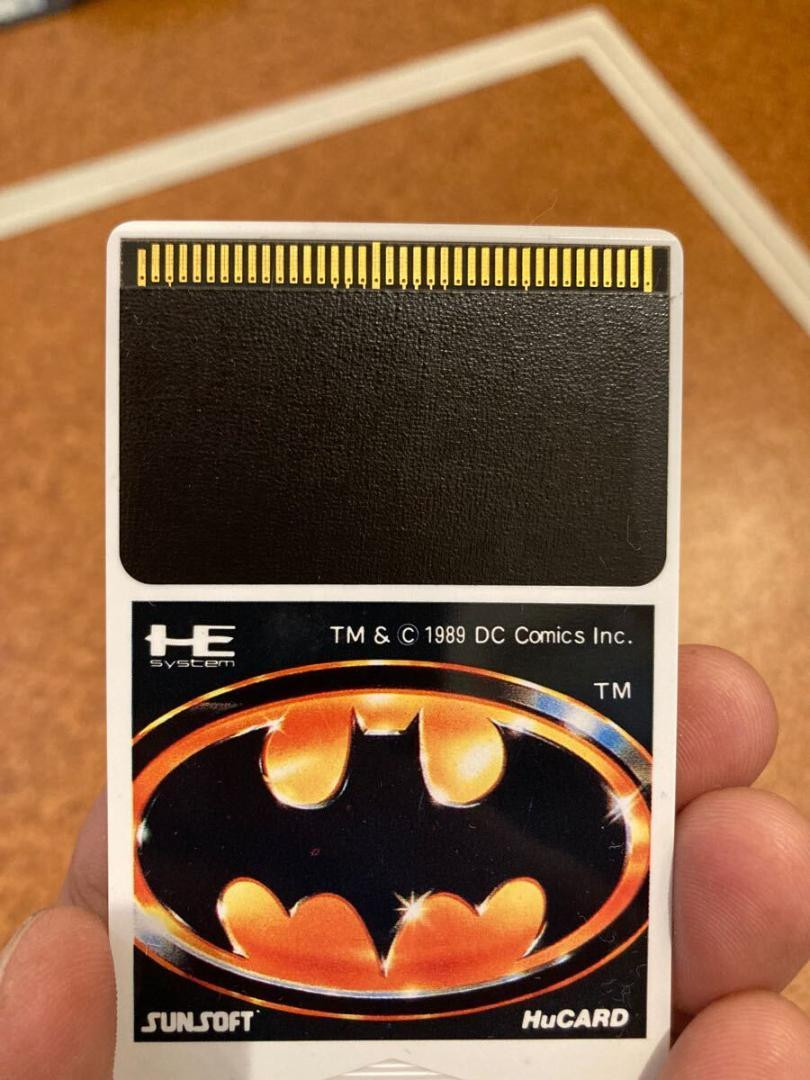 HE
system
TM & © 1989 DC Comics Inc.
TM
SUNSOFT
HuCARD